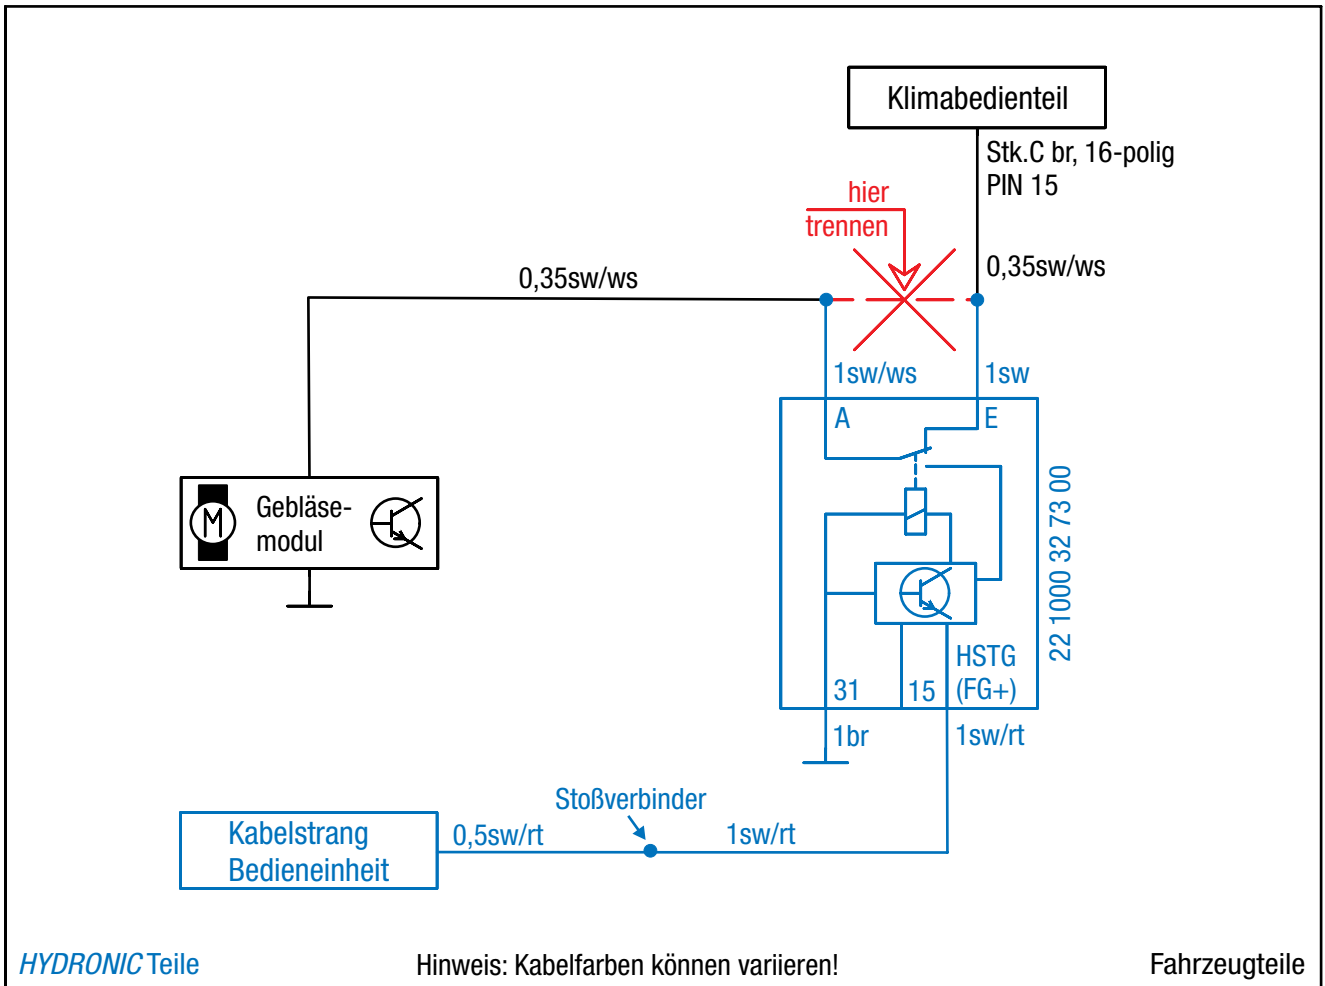 Klimabedienteil
Stk.C br, 16-polig
PIN 15
hier
trennen
0,35sw/ws
0,35sw/ws
1sw/ws
1sw
A
E
M
Gebläse-
modul
22 1000 32 73 00
HSTG
(FG+)
31
15
1br
1sw/rt
Stoßverbinder
Kabelstrang
Bedieneinheit
0,5sw/rt
1sw/rt
HYDRONIC Teile
Hinweis: Kabelfarben können variieren!
Fahrzeugteile